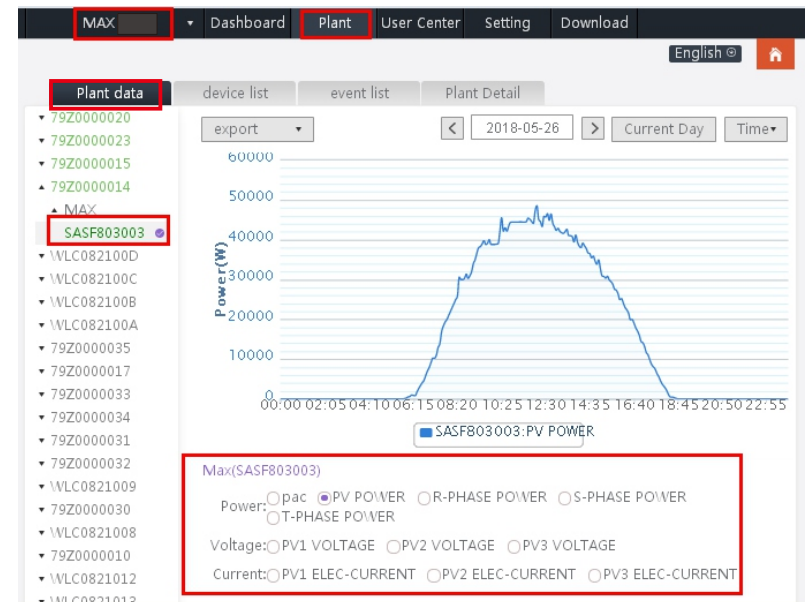 MAX Dashboard Plant User Center Setting Download
English
Plant data device list event list Plant Detail
79Z0000020
79Z0000023
79Z0000015
79Z0000014
MAX
SASF803003
WLC082100D
WLC082100C
WLC082100B
WLC082100A
79Z0000035
79Z0000017
79Z0000033
79Z0000034
79Z0000031
79Z0000032
WLC0821009
79Z0000030
WLC0821008
79Z0000010
WLC0821012
WLC0821013
export < 2018-05-26 > Current Day Time
Power(W)
60000
50000
40000
30000
20000
10000
0
00:00 02:05 04:10 06:15 08:20 10:25 12:30 14:35 16:40 18:45 20:50 22:55
SASF803003:PV POWER
Max(SASF803003)
Power: pac PV POWER R-PHASE POWER S-PHASE POWER
T-PHASE POWER
Voltage: PV1 VOLTAGE PV2 VOLTAGE PV3 VOLTAGE
Current: PV1 ELEC-CURRENT PV2 ELEC-CURRENT PV3 ELEC-CURRENT